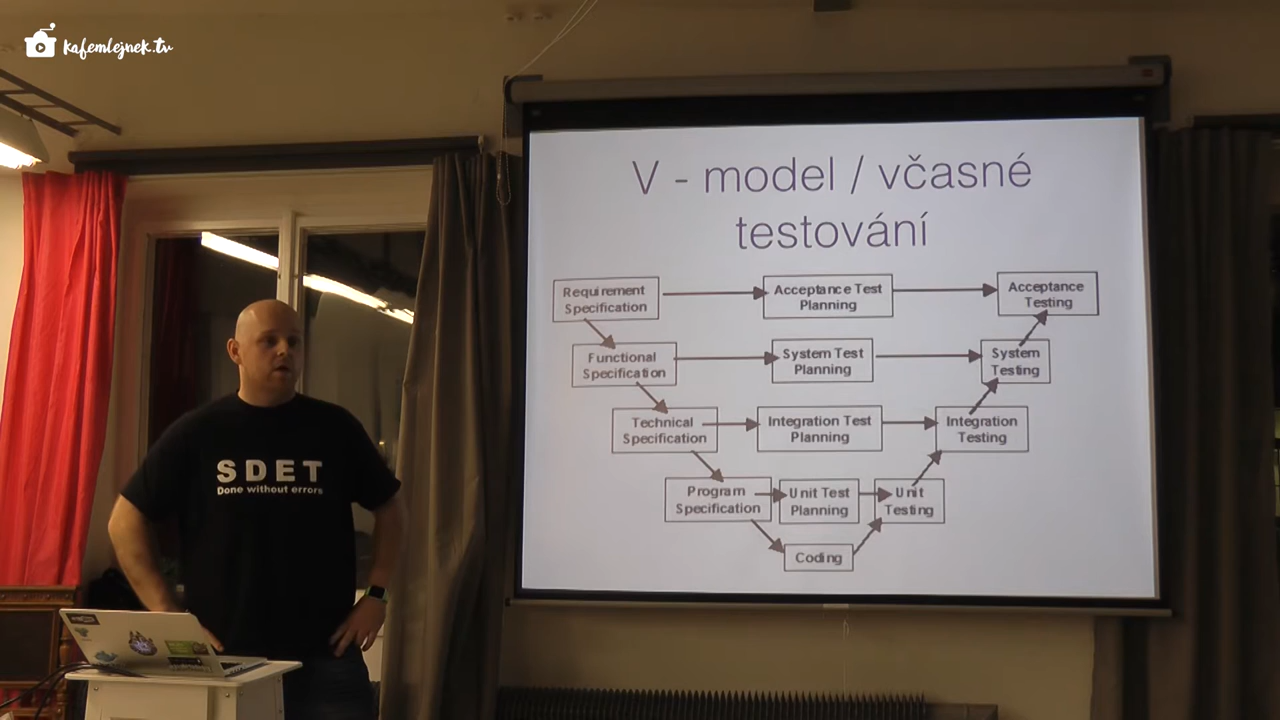 kafemlejnek.tv
V - model / včasné
testování
Requirement
Specification
Acceptance Test
Planning
Acceptance
Testing
Functional
Specification
System Test
Planning
System
Testing
Technical
Specification
Integration Test
Planning
Integration
Testing
Program
Specification
Unit Test
Planning
Unit
Testing
Coding
SDET
Done without errors